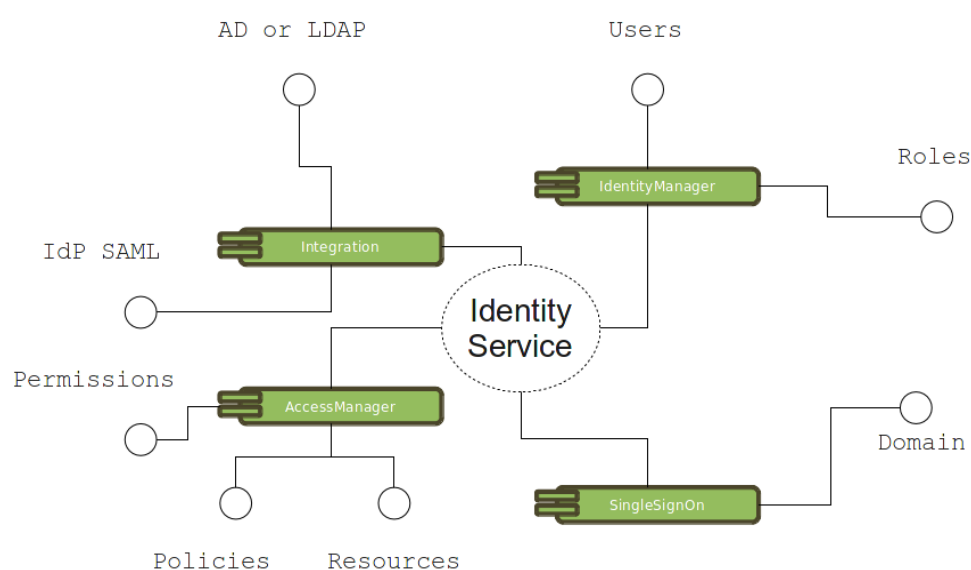 AD or LDAP
Users
Roles
IdentityManager
Integration
IdP SAML
Identity
Service
Permissions
AccessManager
Domain
SingleSignOn
Policies
Resources